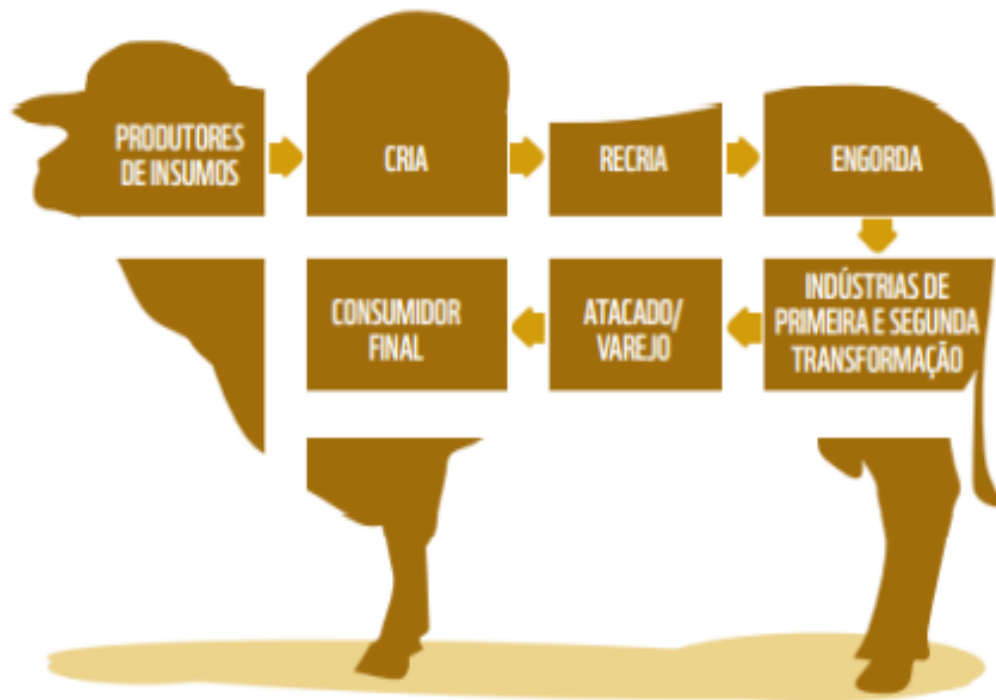 PRODUTORES
DE INSUMOS
CRIA
RECRIA
ENGORDA
INDÚSTRIAS DE
PRIMEIRA E SEGUNDA
TRANSFORMAÇÃO
ATACADO/
VAREJO
CONSUMIDOR
FINAL